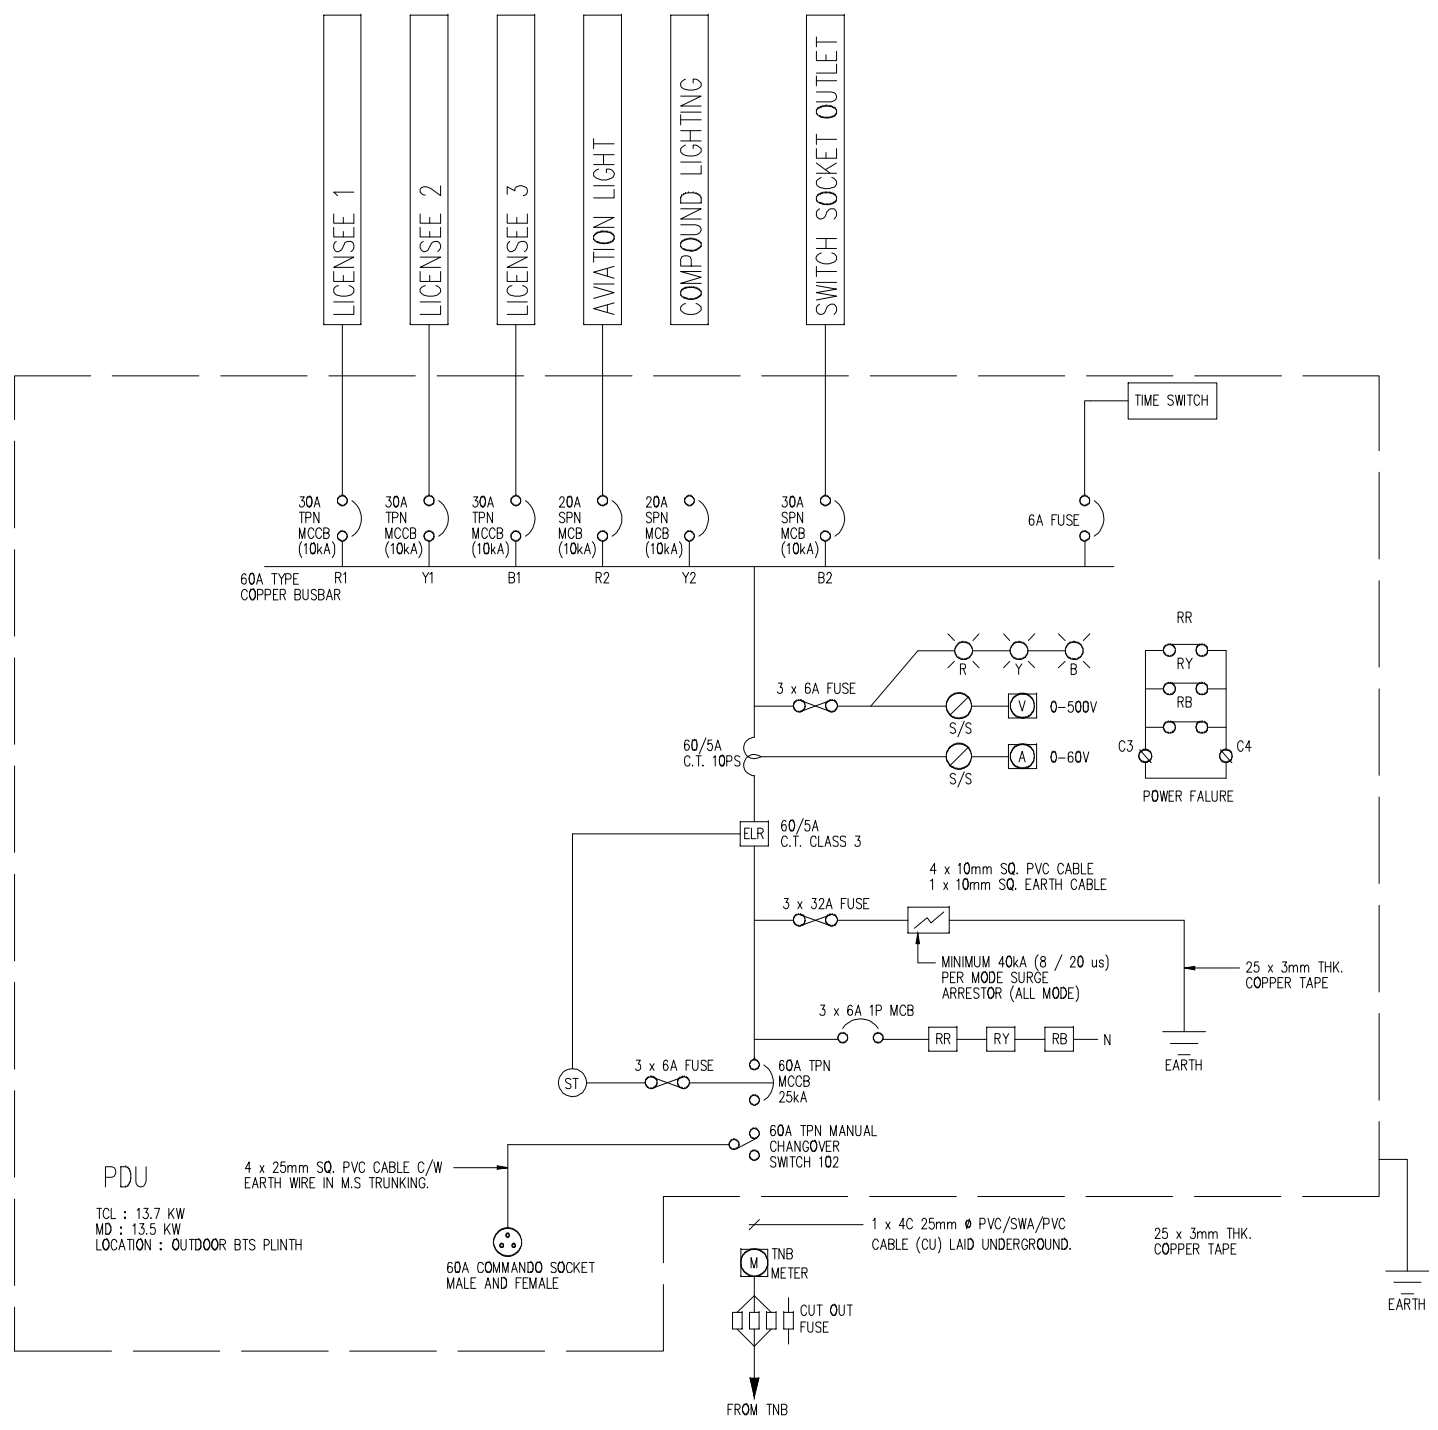 LICENSEE 1
LICENSEE 2
LICENSEE 3
AVIATION LIGHT
COMPOUND LIGHTING
SWITCH SOCKET OUTLET
TIME SWITCH
30A
TPN
MCCB
(10kA)
30A
TPN
MCCB
(10kA)
30A
TPN
MCCB
(10kA)
20A
SPN
MCB
(10kA)
20A
SPN
MCB
(10kA)
30A
SPN
MCB
(10kA)
6A FUSE
60A TYPE
COPPER BUSBAR
R1
Y1
B1
R2
Y2
B2
R
Y
B
3 x 6A FUSE
S/S
V
0-500V
60/5A
C.T. 10PS
S/S
A
0-60V
RR
RY
RB
C3
C4
POWER FALURE
ELR
60/5A
C.T. CLASS 3
4 x 10mm SQ. PVC CABLE
1 x 10mm SQ. EARTH CABLE
3 x 32A FUSE
MINIMUM 40kA (8 / 20 us)
PER MODE SURGE
ARRESTOR (ALL MODE)
25 x 3mm THK.
COPPER TAPE
3 x 6A 1P MCB
RR
RY
RB
N
EARTH
ST
3 x 6A FUSE
60A TPN
MCCB
25kA
60A TPN MANUAL
CHANGOVER
SWITCH 102
4 x 25mm SQ. PVC CABLE C/W
EARTH WIRE IN M.S TRUNKING.
PDU
TCL : 13.7 KW
MD : 13.5 KW
LOCATION : OUTDOOR BTS PLINTH
60A COMMANDO SOCKET
MALE AND FEMALE
1 x 4C 25mm ø PVC/SWA/PVC
CABLE (CU) LAID UNDERGROUND.
25 x 3mm THK.
COPPER TAPE
M
TNB
METER
EARTH
CUT OUT
FUSE
FROM TNB